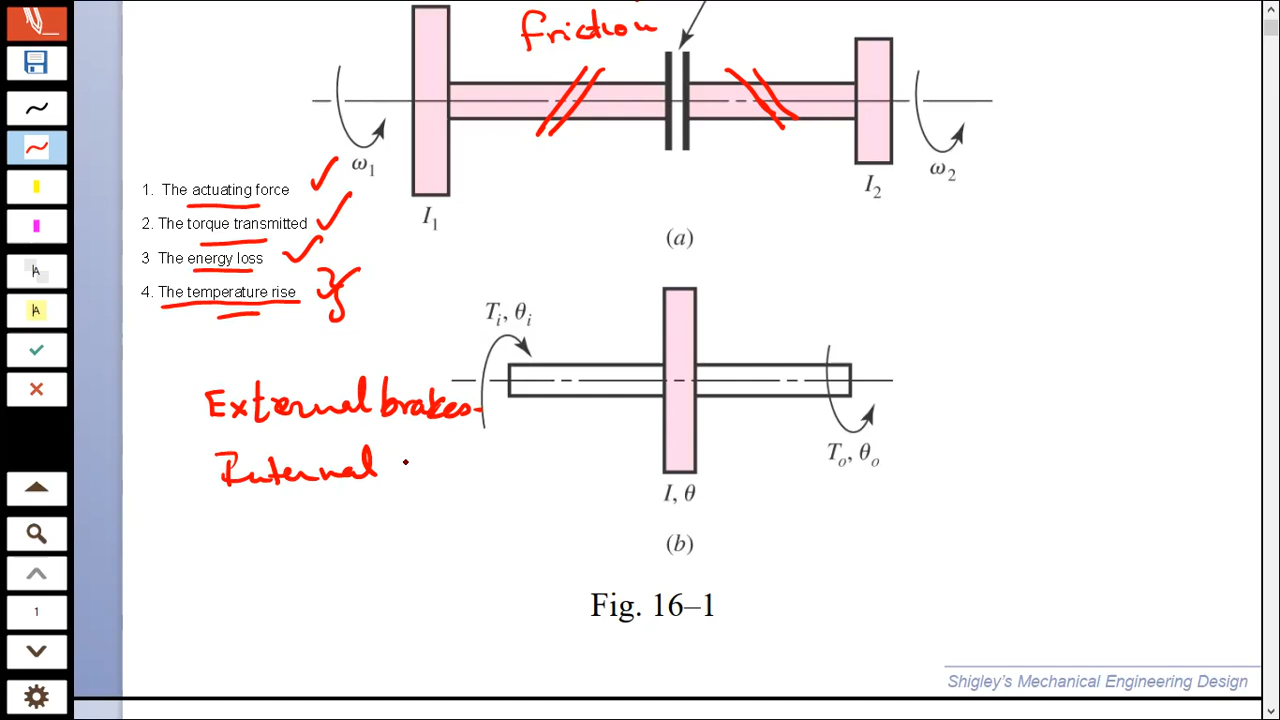 friction
ω1
I1
ω2
I2
(a)
1. The actuating force
2. The torque transmitted
3 The energy loss
4. The temperature rise
Ti, θi
To, θo
I, θ
(b)
External brakes
Internal
Fig. 16–1
Shigley's Mechanical Engineering Design
1